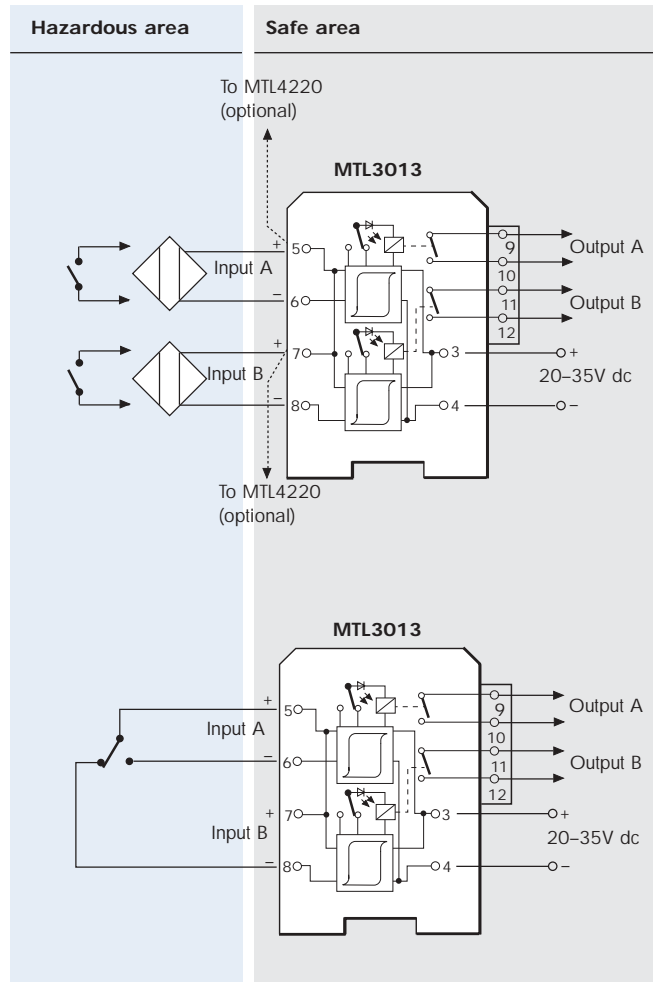 Hazardous area
Safe area
To MTL4220
(optional)
MTL3013
+
5
Input A
−
6
+
7
Input B
−
8
9
Output A
10
11
Output B
12
3
+
20–35V dc
4
−
To MTL4220
(optional)
MTL3013
+
5
Input A
−
6
+
7
Input B
−
8
9
Output A
10
11
Output B
12
3
+
20–35V dc
4
−